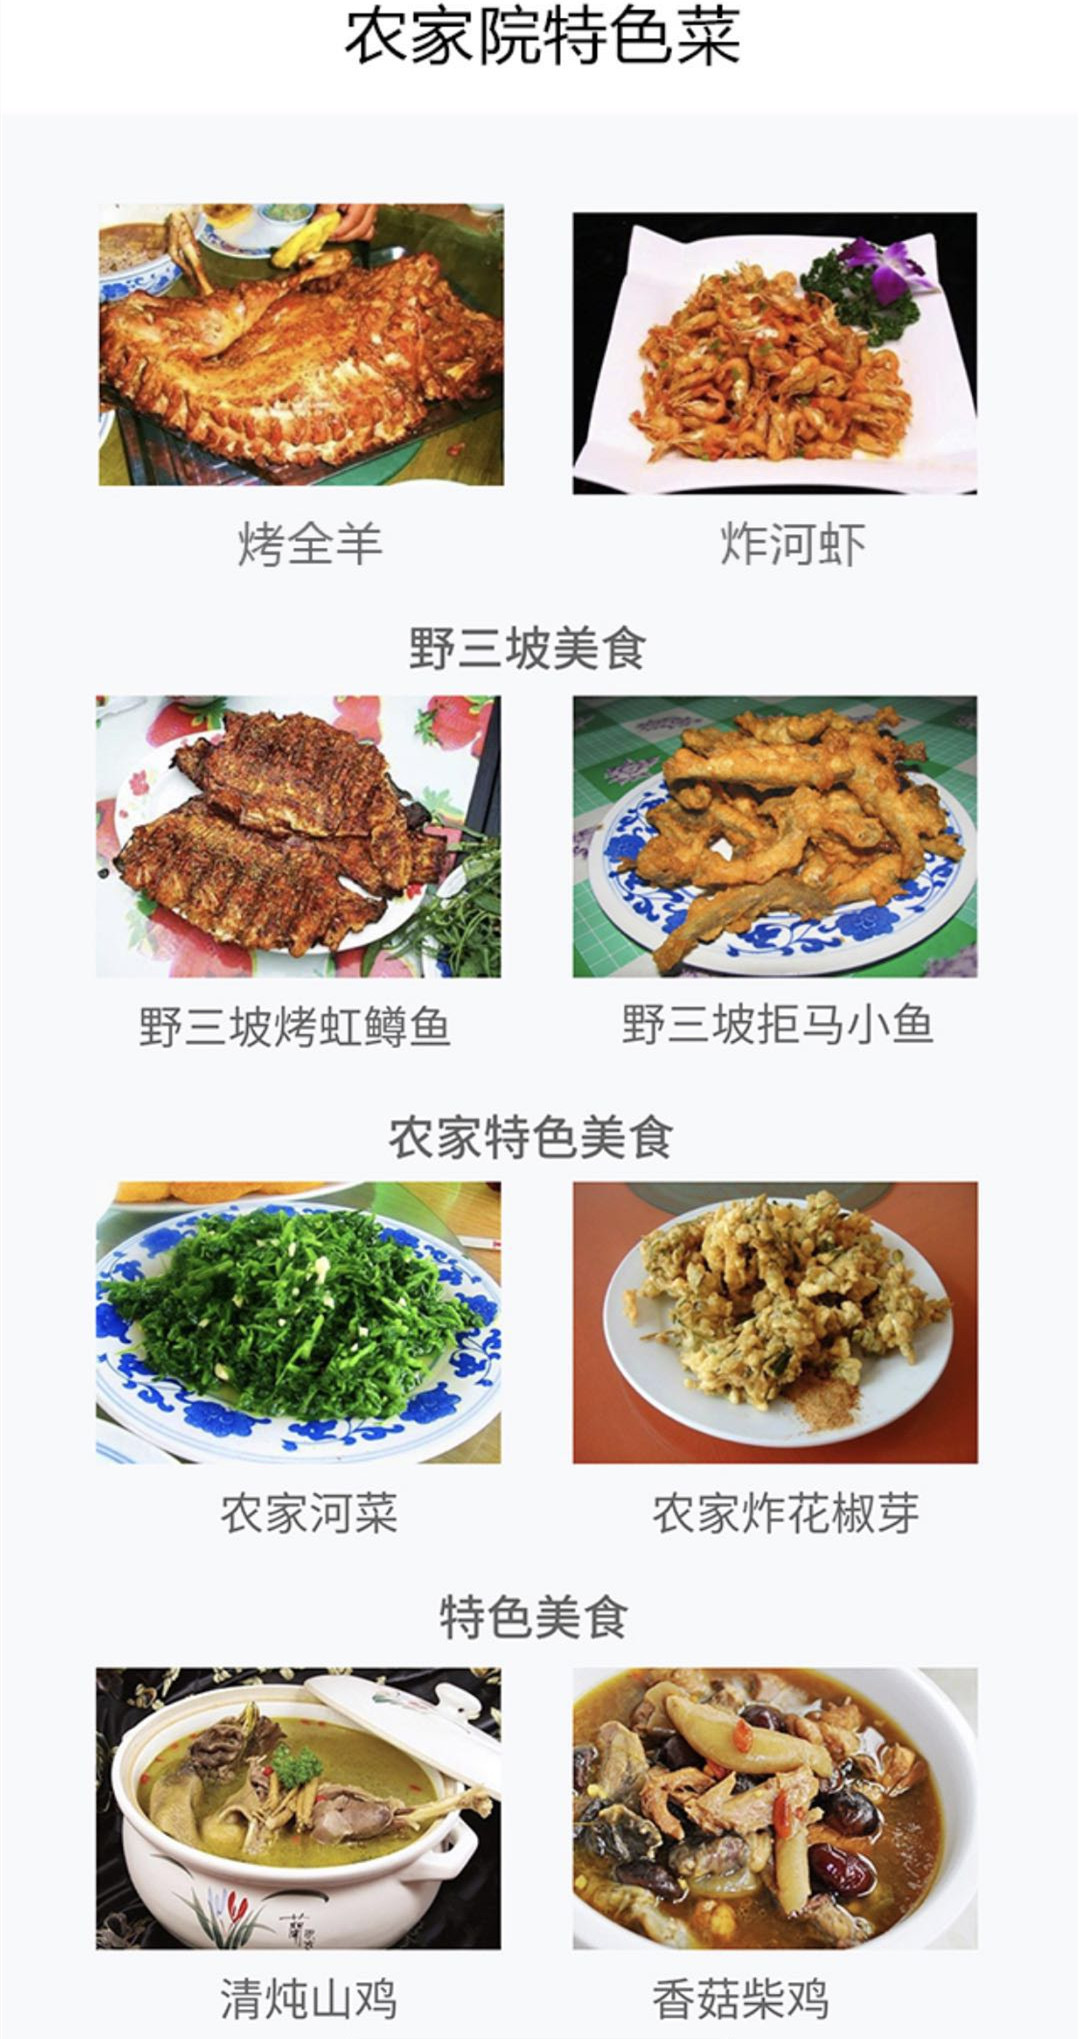 农家院特色菜
烤全羊
炸河虾
野三坡美食
野三坡烤虹鳟鱼
野三坡拒马小鱼
农家特色美食
农家河菜
农家炸花椒芽
特色美食
清炖山鸡
香菇柴鸡